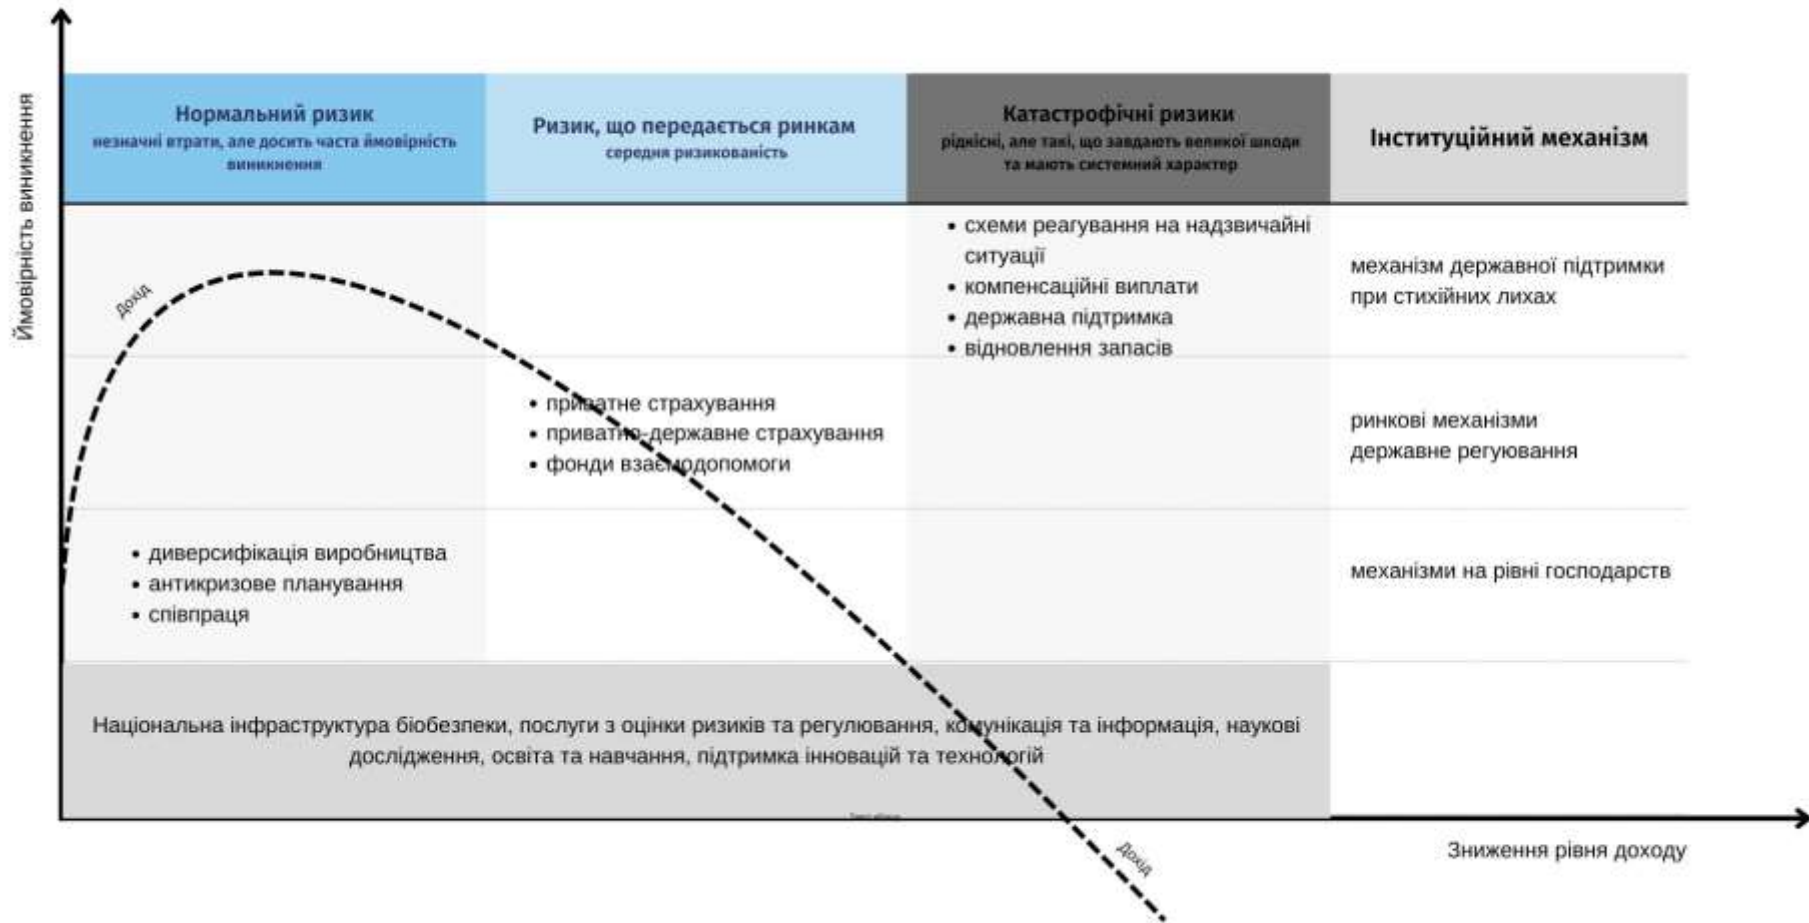 Ймовірність виникнення
Нормальний ризик
незначні втрати, але досить часта ймовірність
виникнення
Ризик, що передається ринкам
середня ризикованість
Катастрофічні ризики
рідкісні, але такі, що завдають великої шкоди
та мають системний характер
Інституційний механізм
Дохід
• схеми реагування на надзвичайні
ситуації
• компенсаційні виплати
• державна підтримка
• відновлення запасів
механізм державної підтримки
при стихійних лихах
• приватне страхування
• приватно-державне страхування
• фонди взаємодопомоги
ринкові механізми
державне регуювання
• диверсифікація виробництва
• антикризове планування
• співпраця
механізми на рівні господарств
Національна інфраструктура біобезпеки, послуги з оцінки ризиків та регулювання, комунікація та інформація, наукові
дослідження, освіта та навчання, підтримка інновацій та технологій
Дохід
Зниження рівня доходу